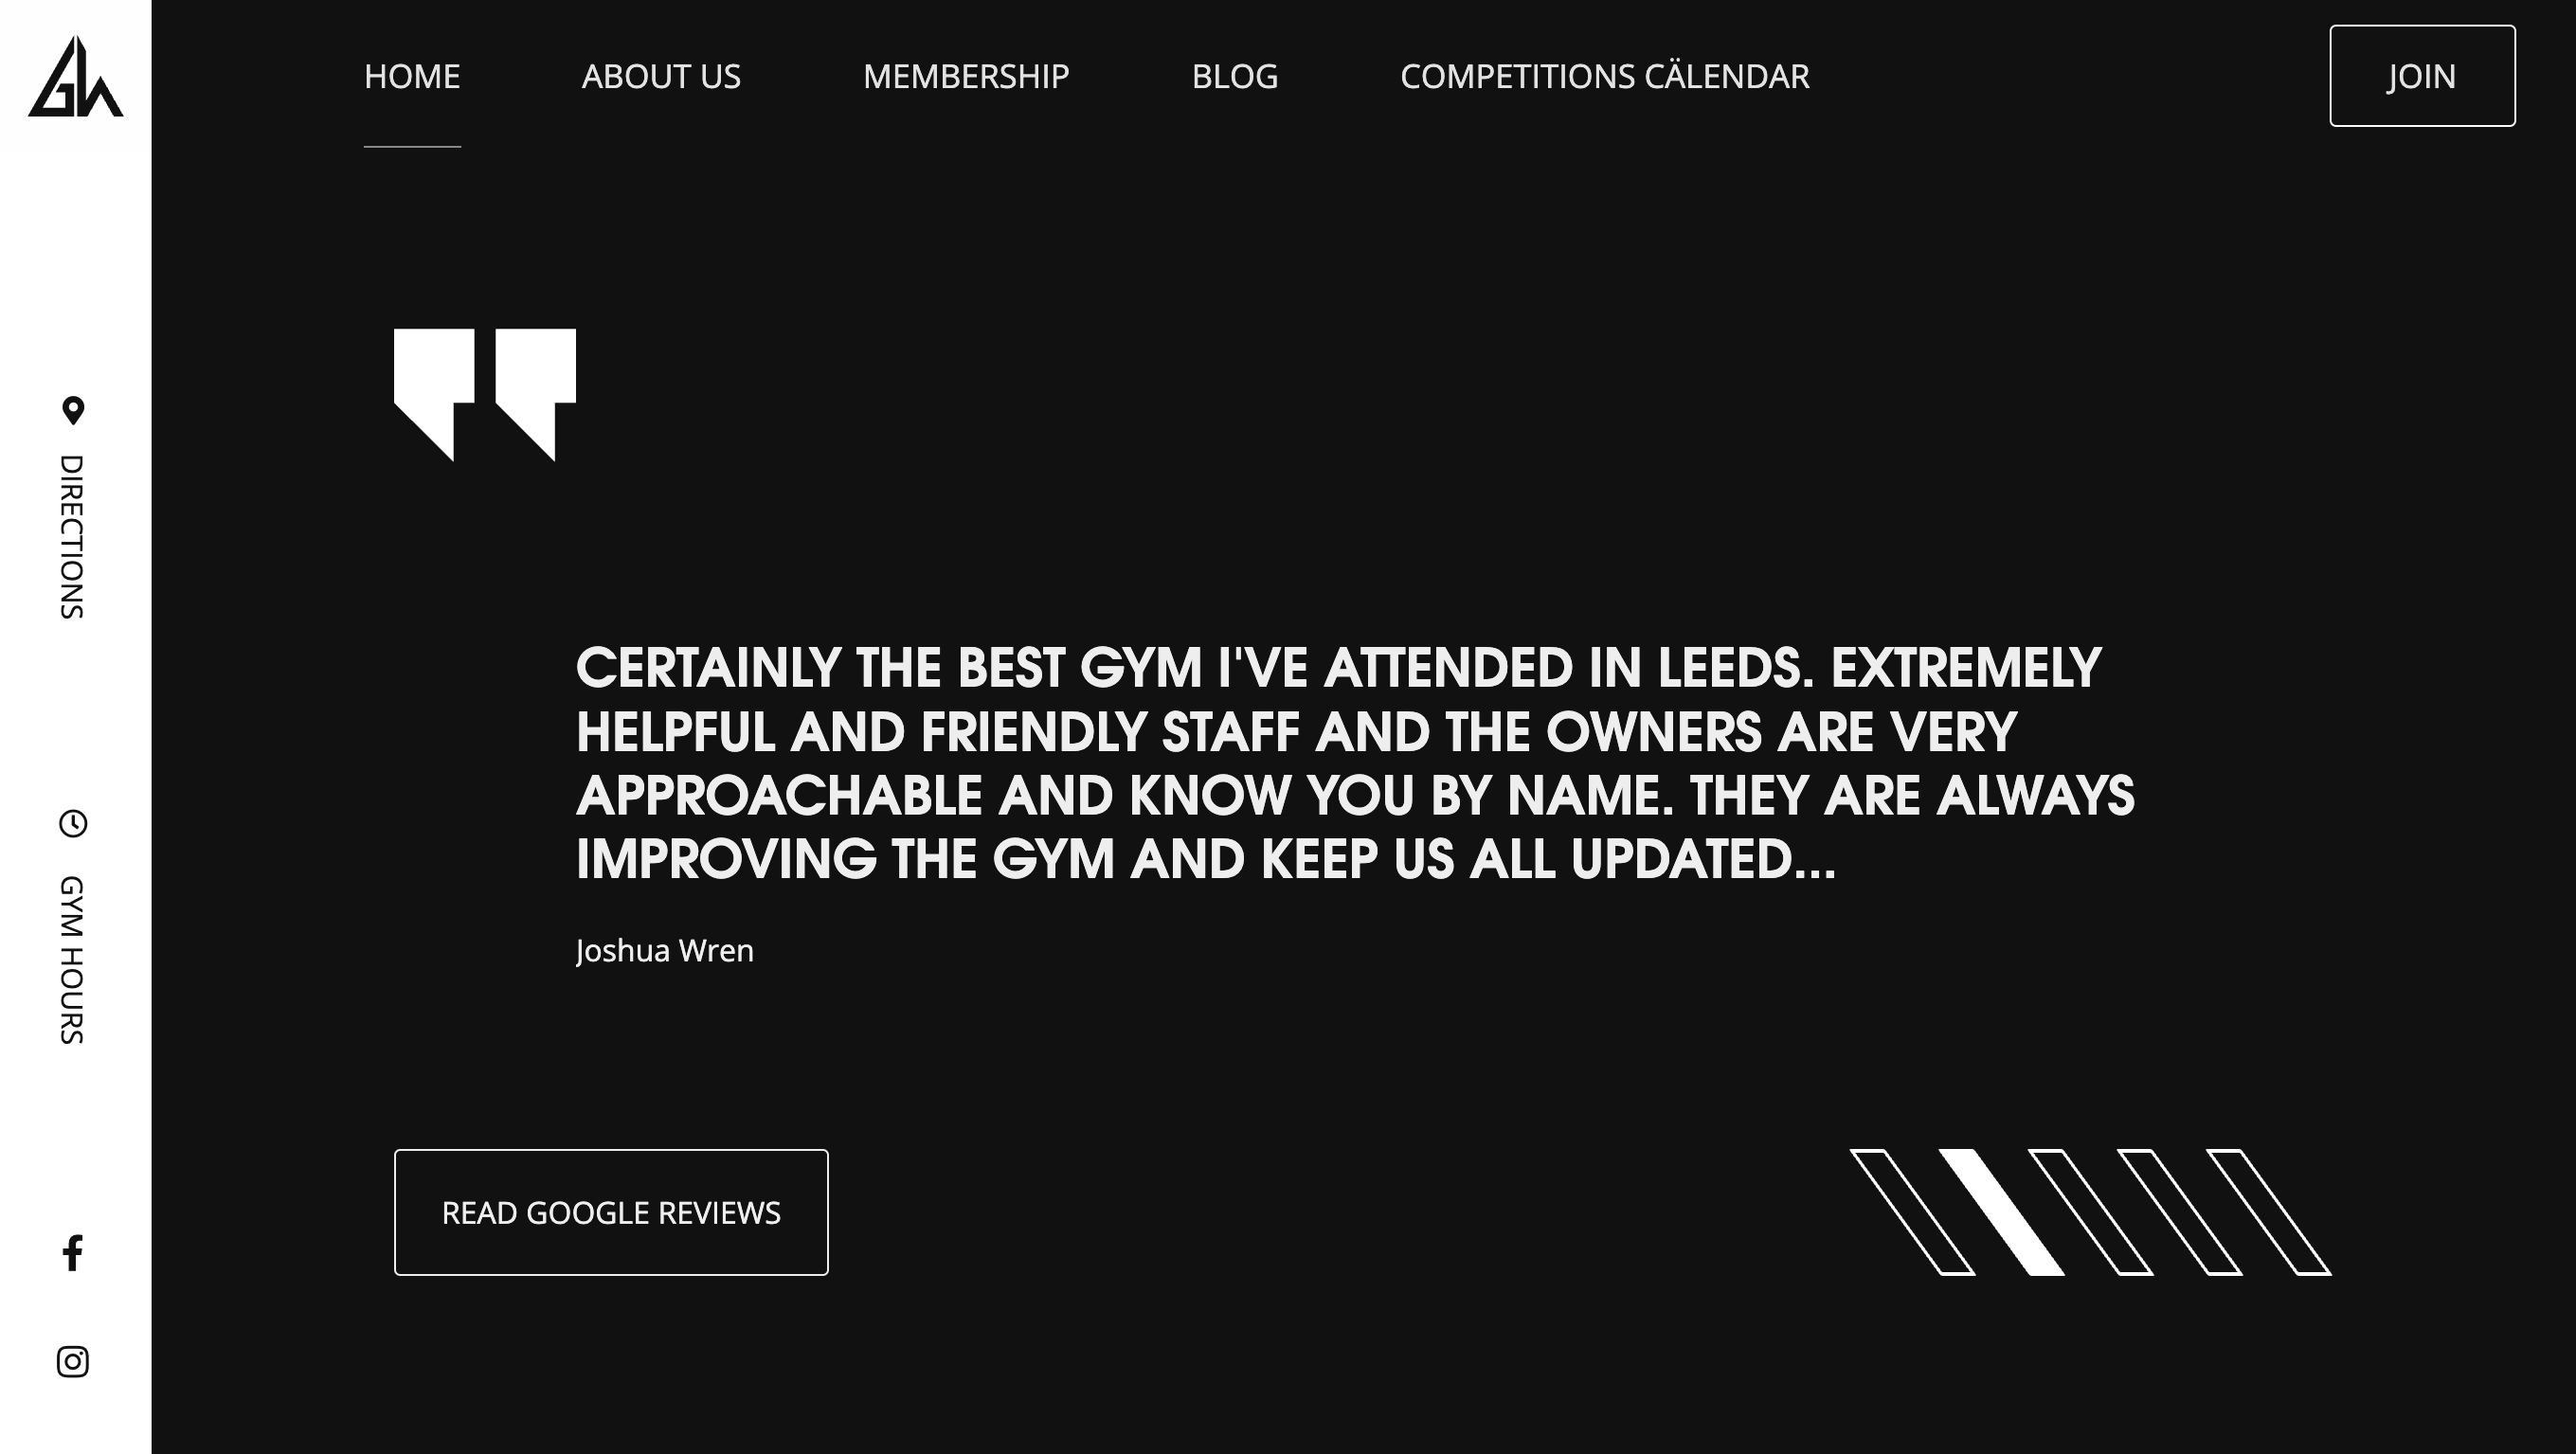 HOME
ABOUT US
MEMBERSHIP
BLOG
COMPETITIONS CÄLENDAR
JOIN
DIRECTIONS
GYM HOURS
CERTAINLY THE BEST GYM I'VE ATTENDED IN LEEDS. EXTREMELY
HELPFUL AND FRIENDLY STAFF AND THE OWNERS ARE VERY
APPROACHABLE AND KNOW YOU BY NAME. THEY ARE ALWAYS
IMPROVING THE GYM AND KEEP US ALL UPDATED...
Joshua Wren
READ GOOGLE REVIEWS